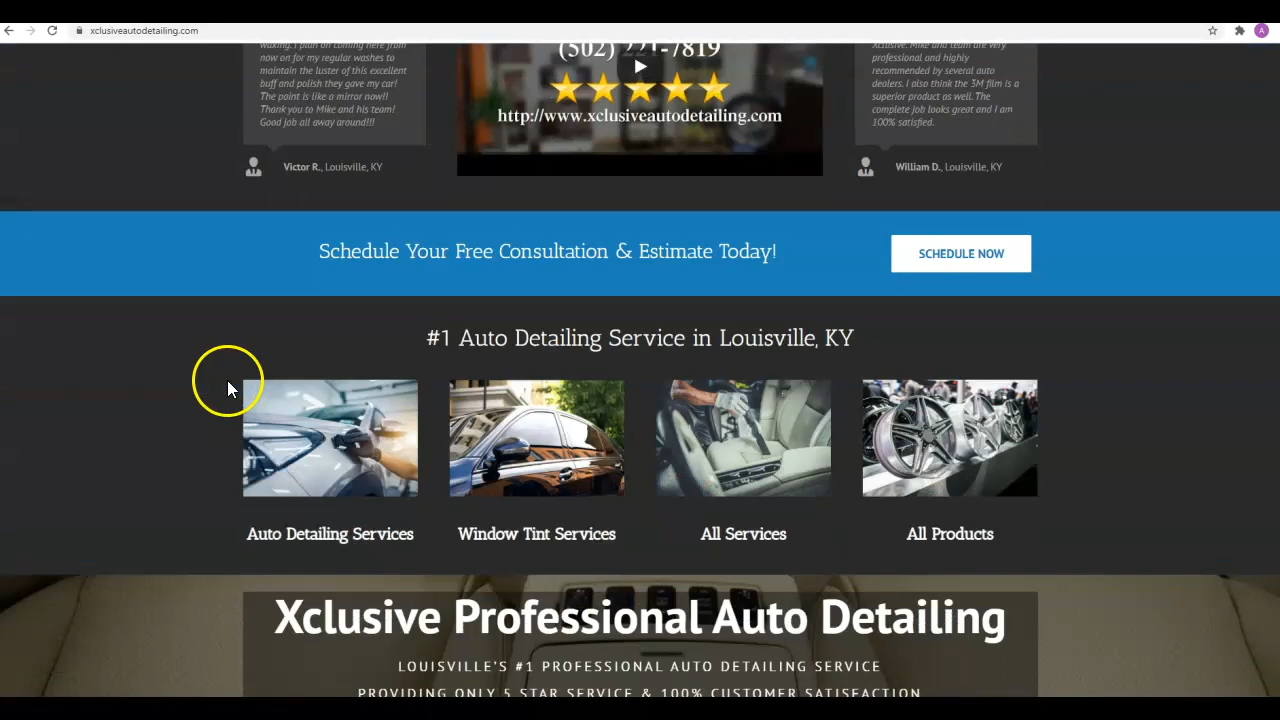 xclusiveautodetailing.com
A
waxing. I plan on coming here from
now on for my regular washes to
maintain the luster of this excellent
buff and polish they gave my car!
The paint is like a mirror now!!
Thank you to Mike and his team!
Good job all away around!!!
Victor R., Louisville, KY
(502) 221-7819
http://www.xclusiveautodetailing.com
Xclusive. Mike and team are very
professional and highly
recommended by several auto
dealers. I also think the 3M film is a
superior product as well. The
complete job looks great and I am
100% satisfied.
William D., Louisville, KY
Schedule Your Free Consultation & Estimate Today!
SCHEDULE NOW
#1 Auto Detailing Service in Louisville, KY
Auto Detailing Services
Window Tint Services
All Services
All Products
Xclusive Professional Auto Detailing
LOUISVILLE'S #1 PROFESSIONAL AUTO DETAILING SERVICE
PROVIDING ONLY 5 STAR SERVICE & 100% CUSTOMER SATISFACTION